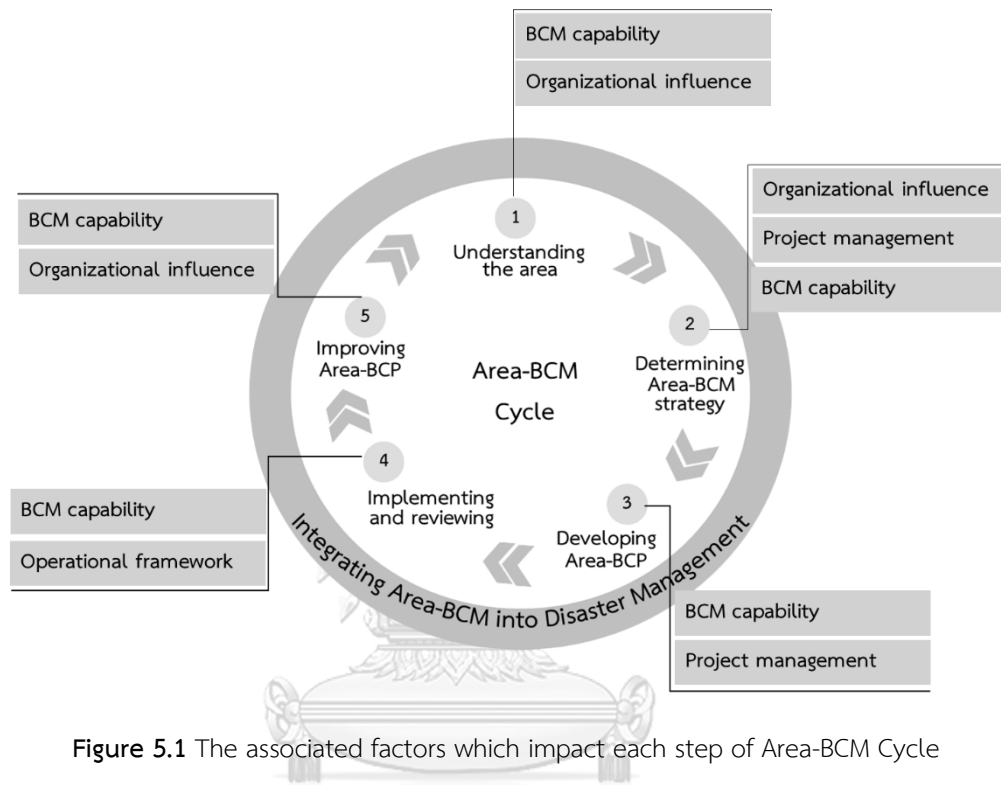 BCM capability
Organizational influence
1
Understanding
the area
Organizational influence
Project management
BCM capability
2
Determining
Area-BCM
strategy
BCM capability
Project management
3
Developing
Area-BCP
BCM capability
Operational framework
4
Implementing
and reviewing
BCM capability
Organizational influence
5
Improving
Area-BCP
Area-BCM
Cycle
Integrating Area-BCM into Disaster Management
Figure 5.1 The associated factors which impact each step of Area-BCM Cycle